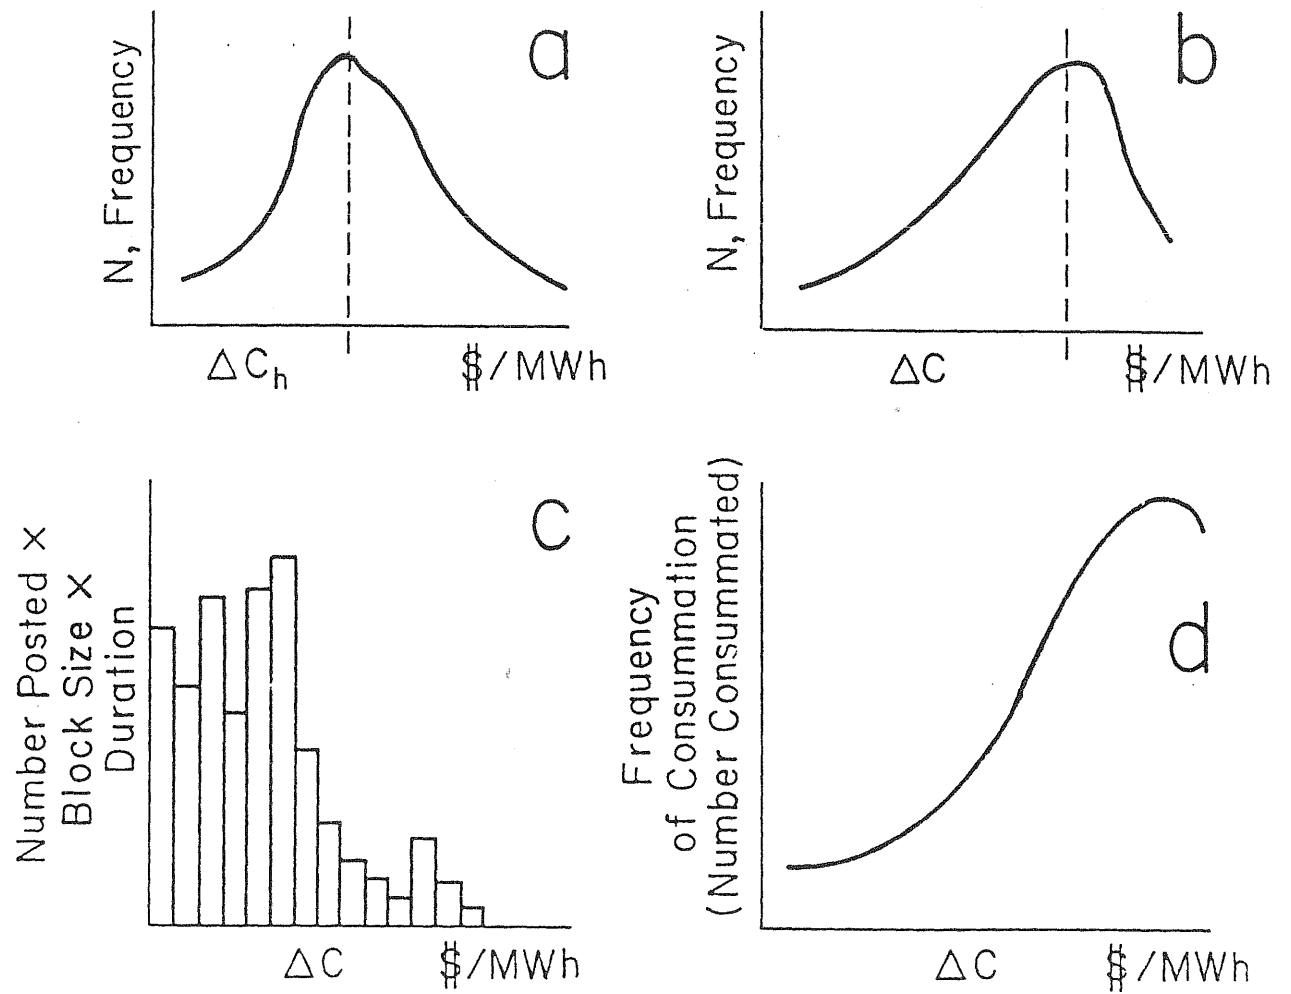 a
N, Frequency
ΔCh $/MWh
b
N, Frequency
ΔC $/MWh
c
Number Posted x
Block Size x
Duration
ΔC $/MWh
d
Frequency
of Consummation
(Number Consummated)
ΔC $/MWh